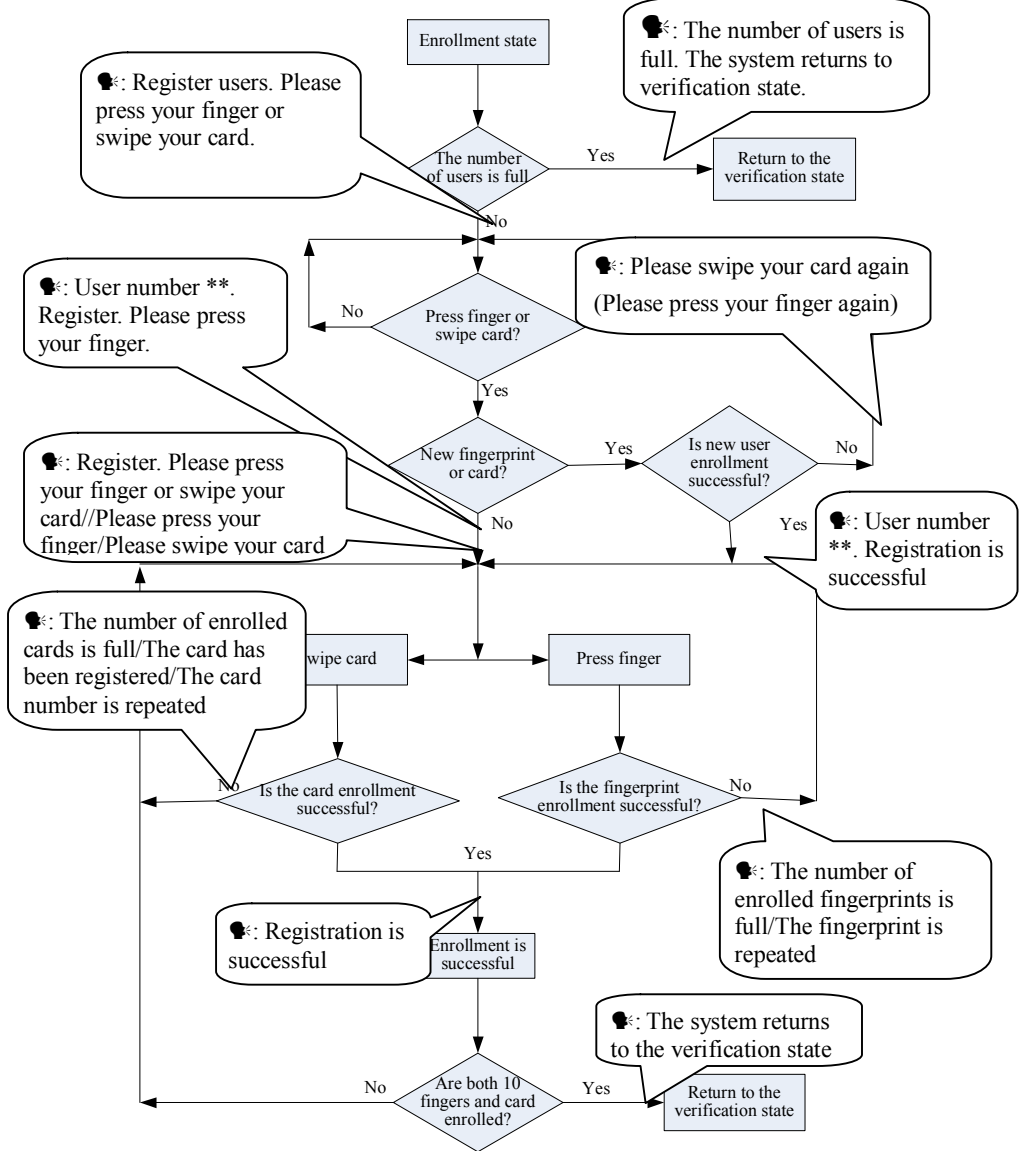 Enrollment state
🗣: The number of users is
full. The system returns to
verification state.
🗣: Register users. Please
press your finger or
swipe your card.
The number
of users is full
Yes
Return to the
verification state
No
🗣: Please swipe your card again
(Please press your finger again)
🗣: User number **.
Register. Please press
your finger.
No
Press finger or
swipe card?
Yes
New fingerprint
or card?
Yes
Is new user
enrollment
successful?
No
🗣: Register. Please press
your finger or swipe your
card//Please press your
finger/Please swipe your card
No
Yes
🗣: User number
**. Registration is
successful
🗣: The number of enrolled
cards is full/The card has
been registered/The card
number is repeated
wipe card
Press finger
No
Is the card enrollment
successful?
Is the fingerprint
enrollment successful?
No
Yes
🗣: The number of
enrolled fingerprints is
full/The fingerprint is
repeated
🗣: Registration is
successful
Enrollment is
successful
🗣: The system returns
to the verification state
No
Are both 10
fingers and card
enrolled?
Yes
Return to the
verification state